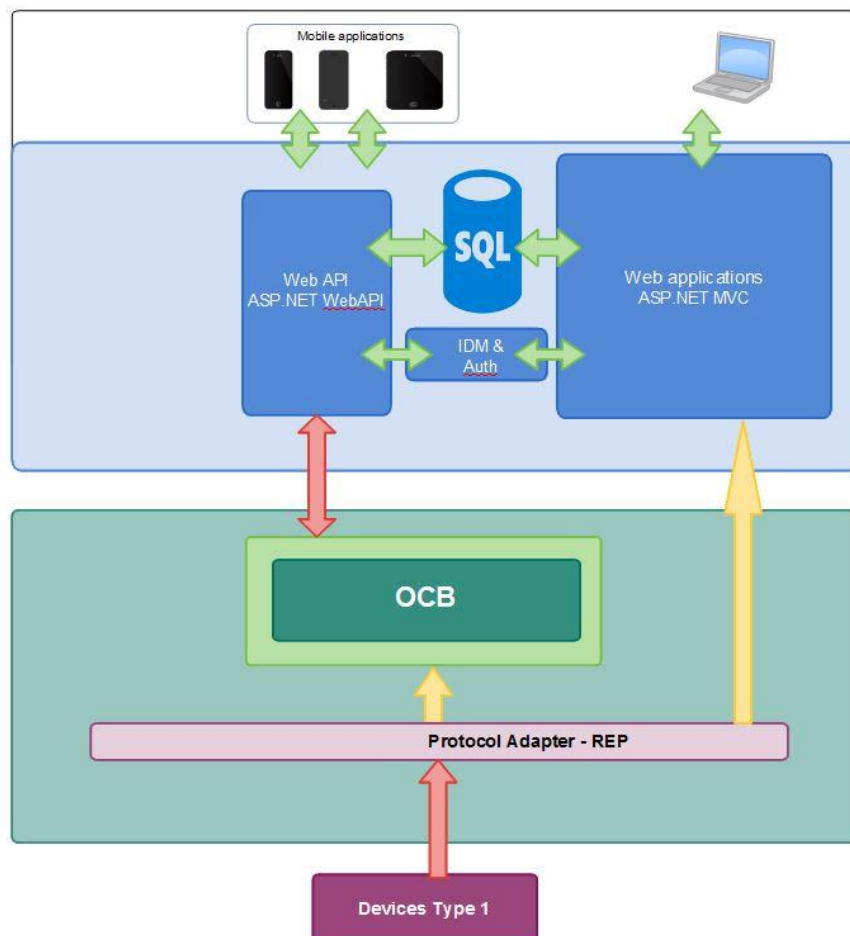 Mobile applications
SQL
Web API
ASP.NET WebAPI
Web applications
ASP.NET MVC
IDM &
Auth
OCB
Protocol Adapter - REP
Devices Type 1